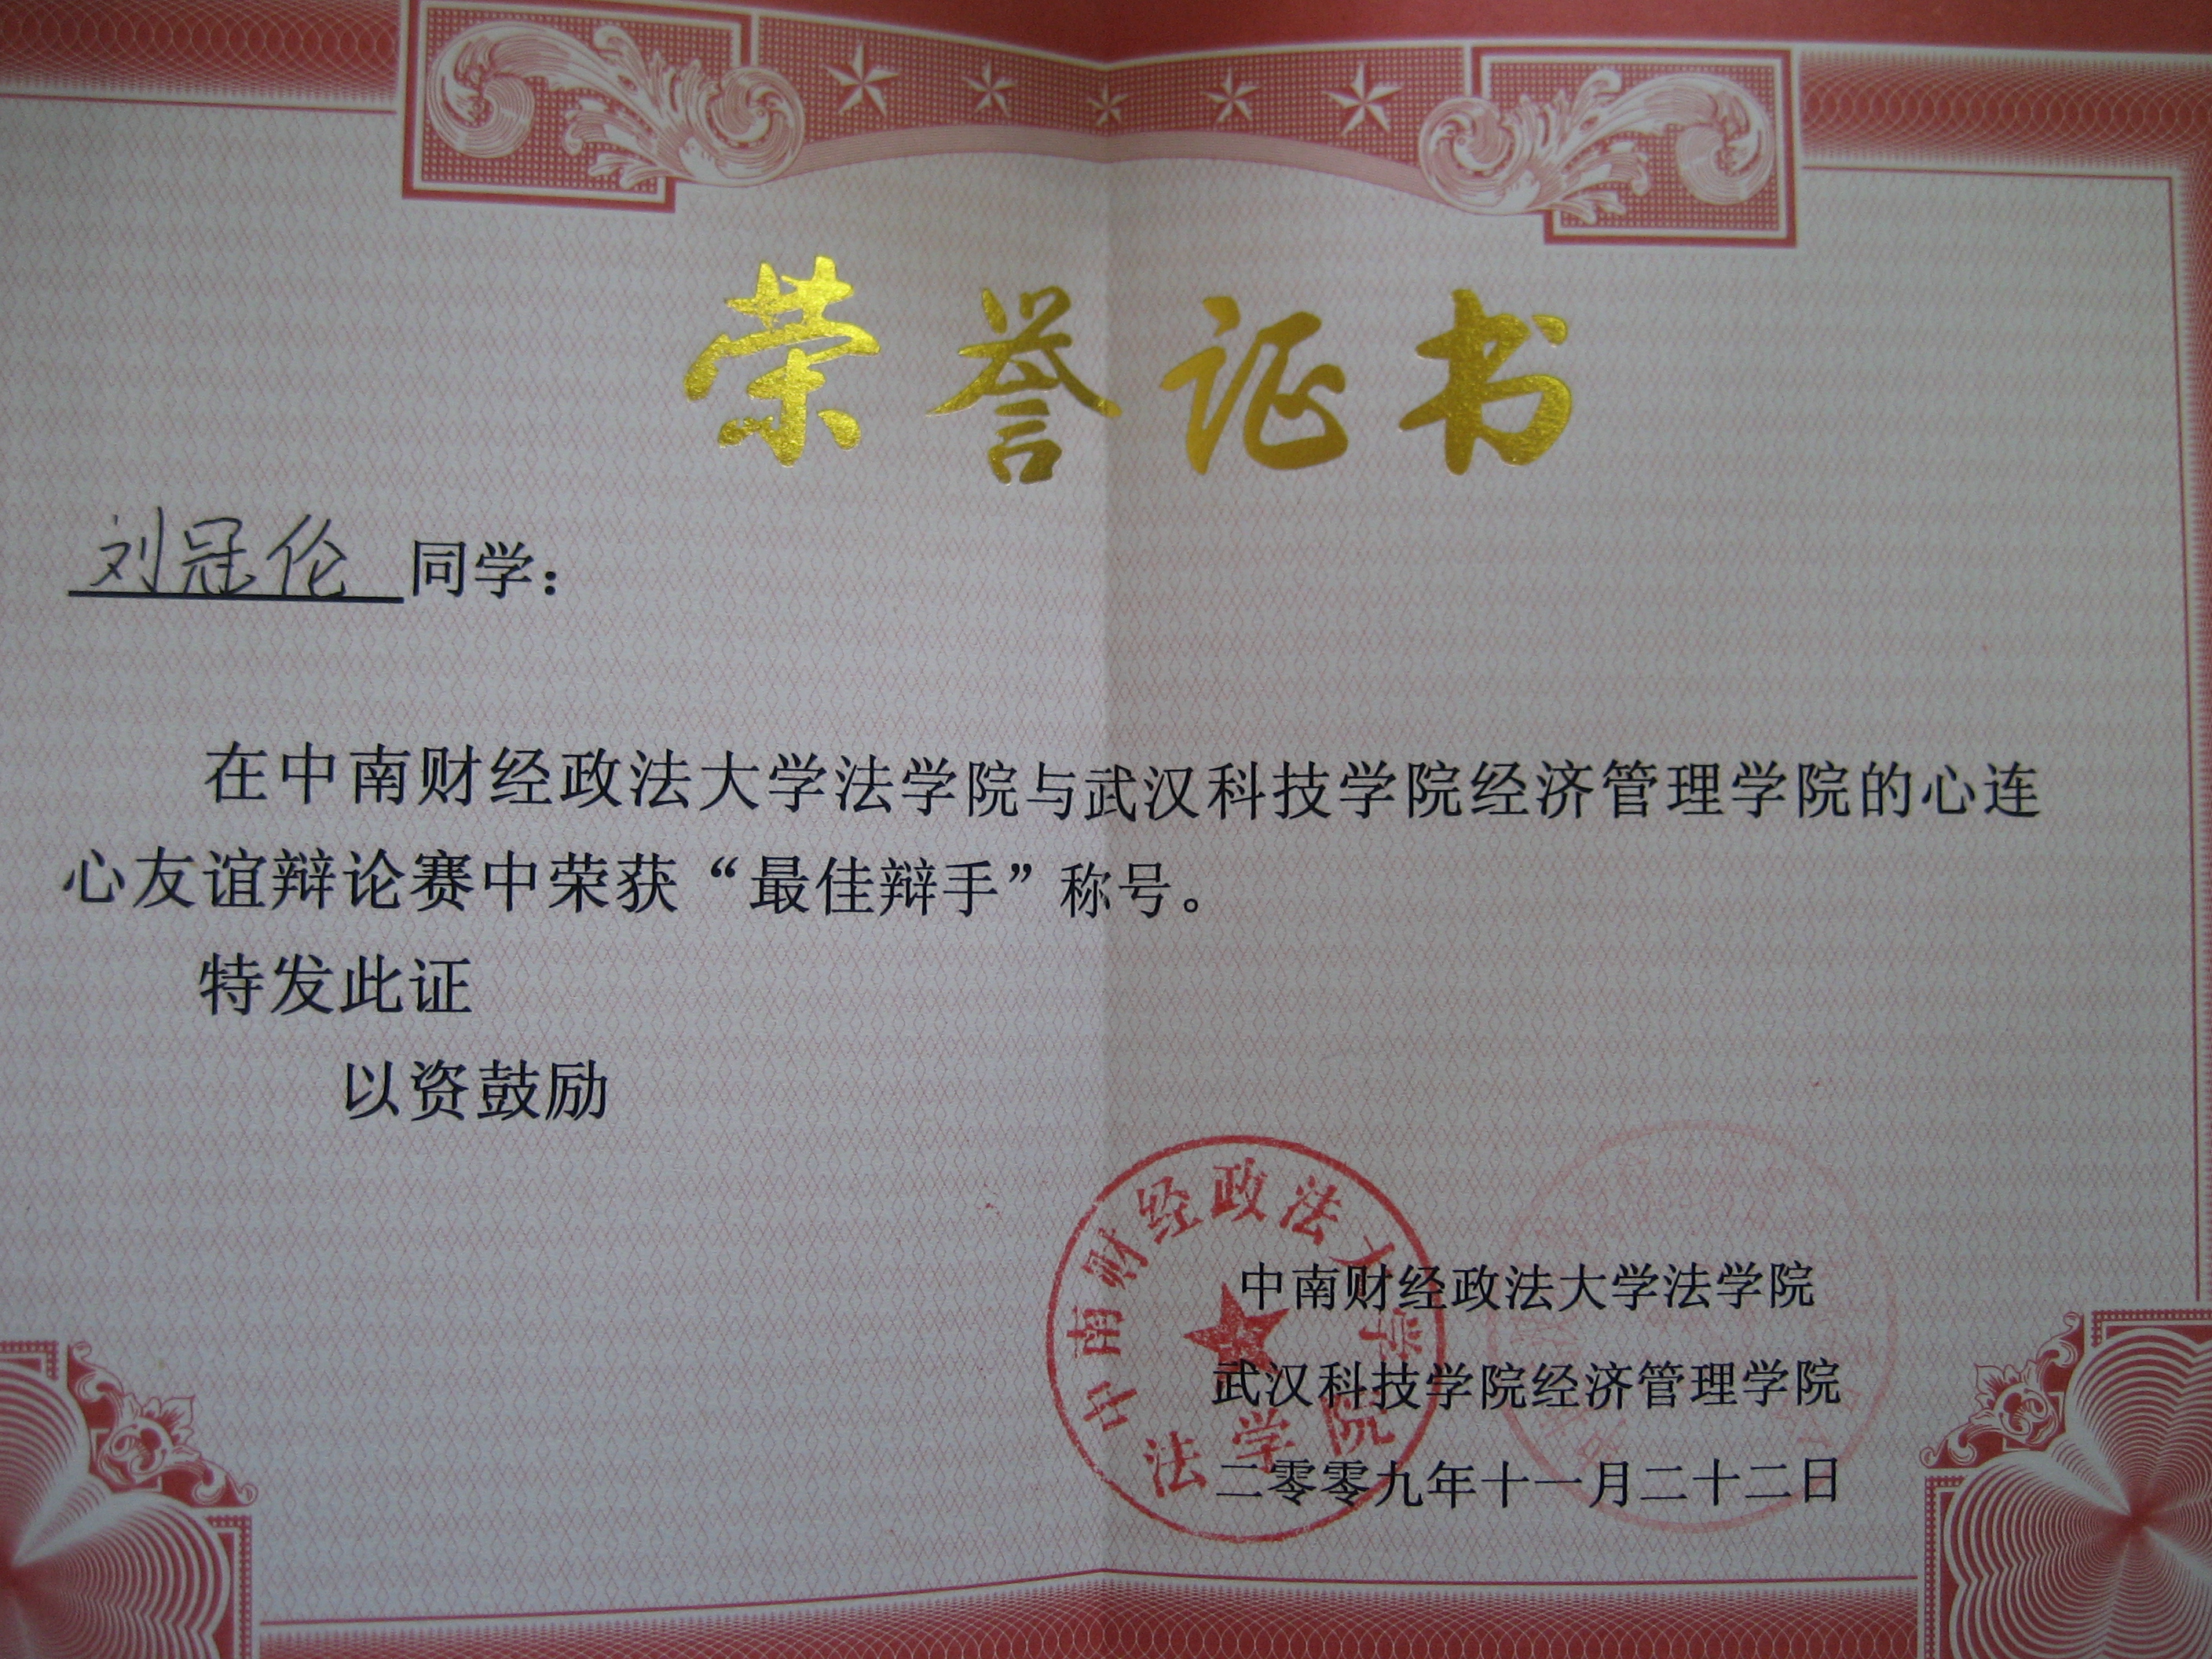 荣誉证书
刘冠伦 同学：
在中南财经政法大学法学院与武汉科技学院经济管理学院的心连
心友谊辩论赛中荣获“最佳辩手”称号。
特发此证
以资鼓励
中南财经政法大学
法学院
中南财经政法大学法学院
武汉科技学院经济管理学院
二零零九年十一月二十二日